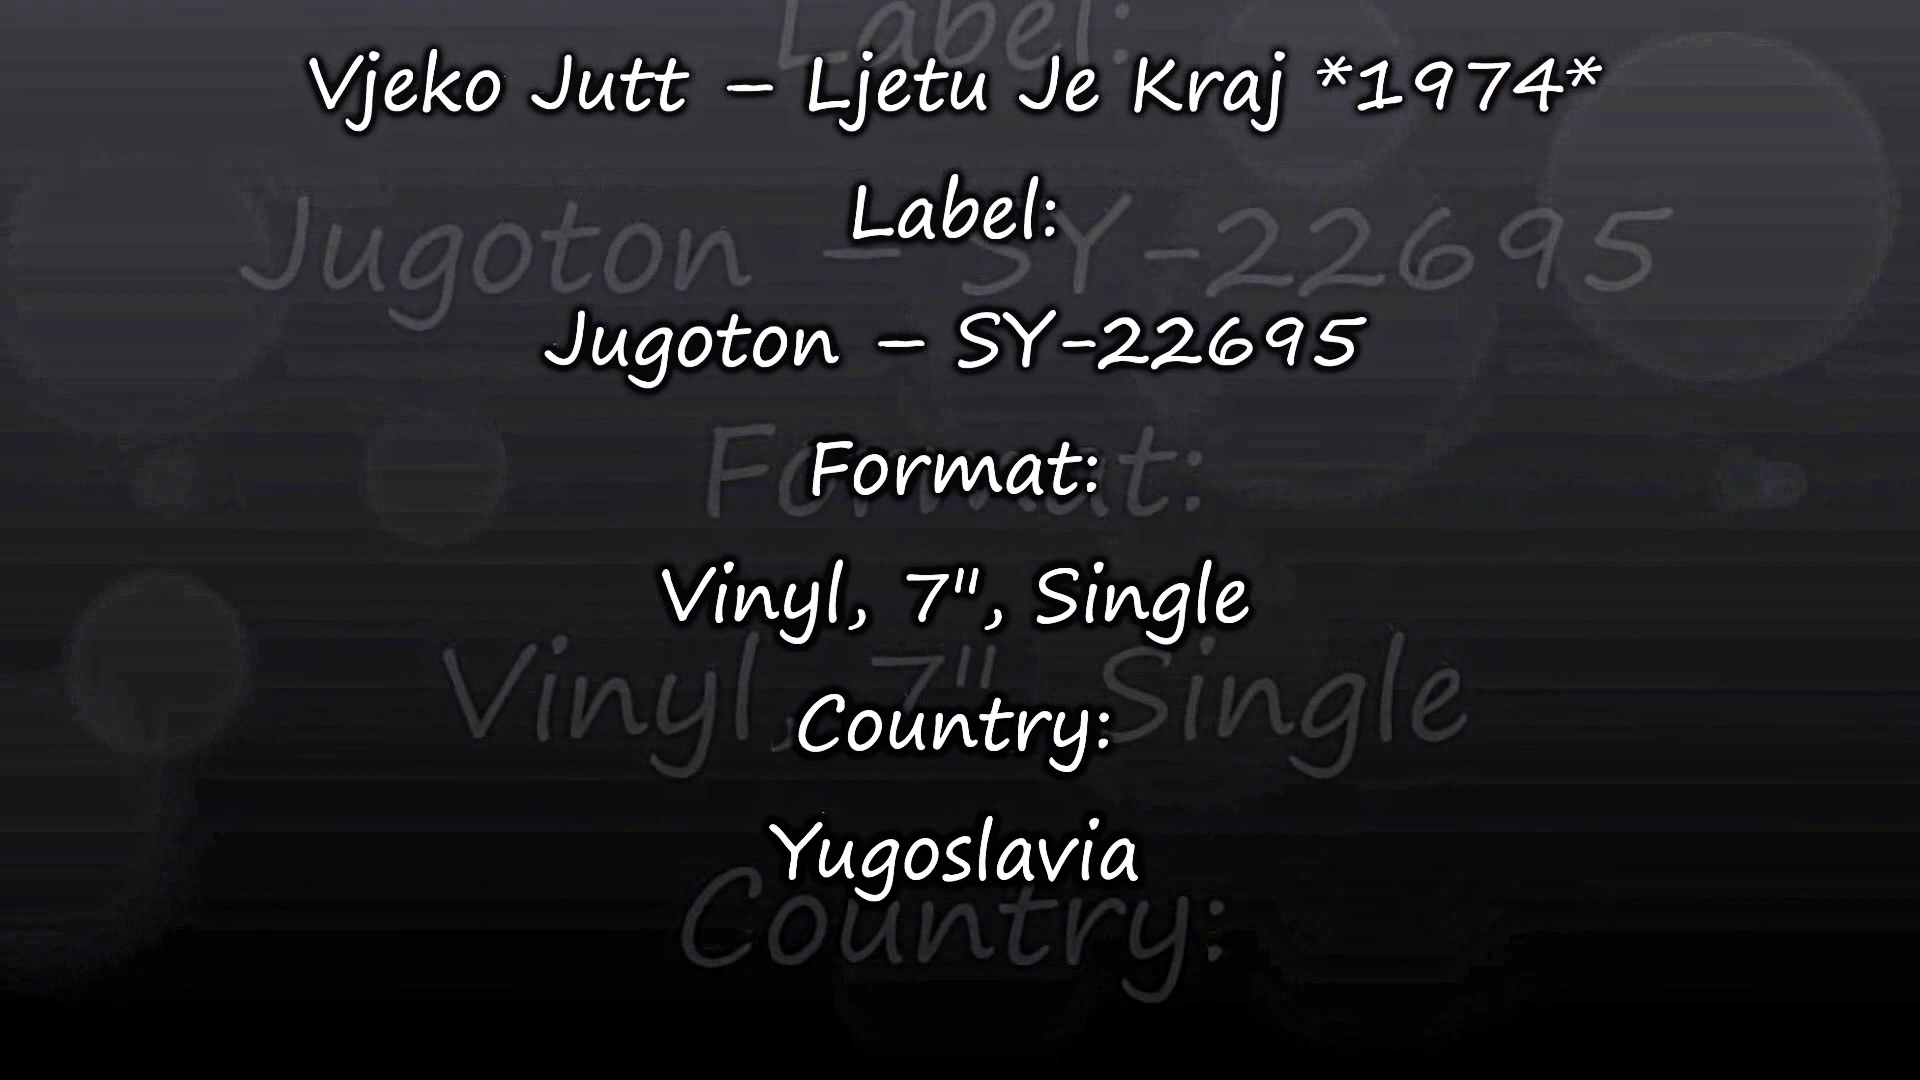 Vjeko Jutt – Ljetu Je Kraj *1974*
Label:
Jugoton – SY-22695
Format:
Vinyl, 7", Single
Country:
Yugoslavia